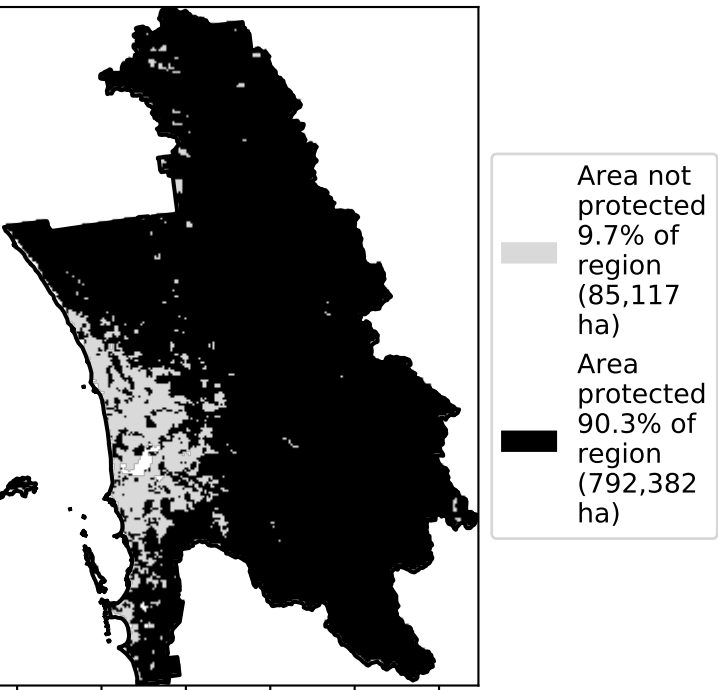 Area not
protected
9.7% of
region
(85,117
ha)
Area
protected
90.3% of
region
(792,382
ha)